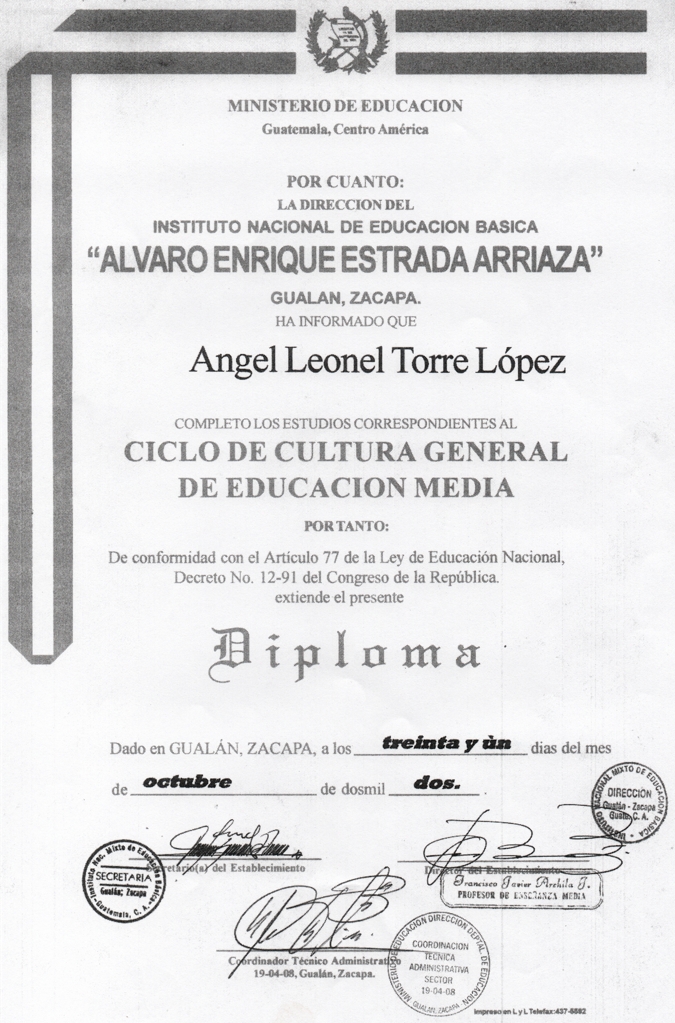 MINISTERIO DE EDUCACION
Guatemala, Centro América
POR CUANTO:
LA DIRECCION DEL
INSTITUTO NACIONAL DE EDUCACION BASICA
“ALVARO ENRIQUE ESTRADA ARRIAZA”
GUALAN, ZACAPA.
HA INFORMADO QUE
Angel Leonel Torre López
COMPLETO LOS ESTUDIOS CORRESPONDIENTES AL
CICLO DE CULTURA GENERAL
DE EDUCACION MEDIA
POR TANTO:
De conformidad con el Artículo 77 de la Ley de Educación Nacional,
Decreto No. 12-91 del Congreso de la República.
extiende el presente
Diploma
Dado en GUALÁN, ZACAPA, a los treinta y ùn dias del mes
de octubre de dosmil dos.
INSTITUTO NACIONAL MIXTO DE EDUCACION BASICA
DIRECCIÓN
Gualán - Zacapa
Guate, C. A.
Secretario(a) del Establecimiento
Director del Establecimiento
Instituto Nac. Mixto de Educación Básica
SECRETARIA
Gualán, Zacapa
Guatemala, C. A.
Francisco Javier Archila J.
PROFESOR DE ENSEÑANZA MEDIA
Coordinador Técnico Administrativo
19-04-08, Gualán, Zacapa.
MINISTERIO DE EDUCACION DIRECCION DEPTAL. DE EDUCACION
COORDINACION
TECNICA
ADMINISTRATIVA
SECTOR
19-04-08
GUALAN, ZACAPA
Impreso en L y L Telefax:437-5592